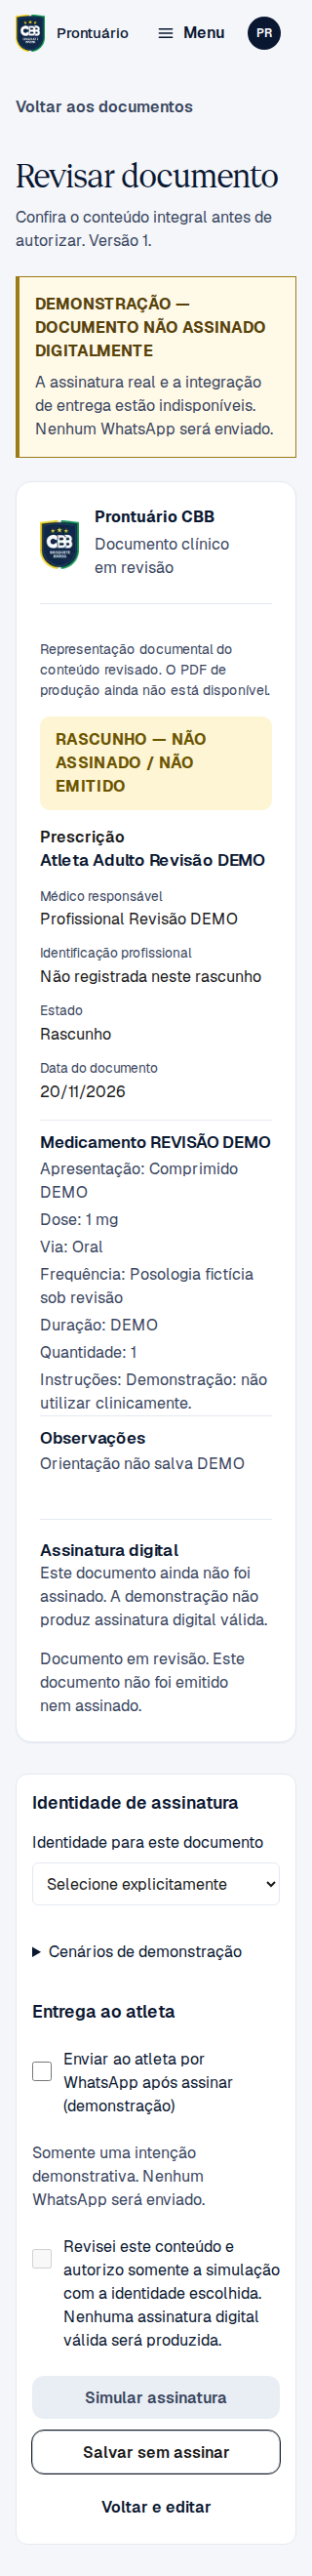 CBB
Prontuário
Menu
PR
Voltar aos documentos
Revisar documento
Confira o conteúdo integral antes de
autorizar. Versão 1.
DEMONSTRAÇÃO —
DOCUMENTO NÃO ASSINADO
DIGITALMENTE
A assinatura real e a integração
de entrega estão indisponíveis.
Nenhum WhatsApp será enviado.
CBB
Prontuário CBB
Documento clínico
em revisão
Representação documental do
conteúdo revisado. O PDF de
produção ainda não está disponível.
RASCUNHO — NÃO
ASSINADO / NÃO
EMITIDO
Prescrição
Atleta Adulto Revisão DEMO
Médico responsável
Profissional Revisão DEMO
Identificação profissional
Não registrada neste rascunho
Estado
Rascunho
Data do documento
20/11/2026
Medicamento REVISÃO DEMO
Apresentação: Comprimido
DEMO
Dose: 1 mg
Via: Oral
Frequência: Posologia fictícia
sob revisão
Duração: DEMO
Quantidade: 1
Instruções: Demonstração: não
utilizar clinicamente.
Observações
Orientação não salva DEMO
Assinatura digital
Este documento ainda não foi
assinado. A demonstração não
produz assinatura digital válida.
Documento em revisão. Este
documento não foi emitido
nem assinado.
Identidade de assinatura
Identidade para este documento
Selecione explicitamente
Cenários de demonstração
Entrega ao atleta
Enviar ao atleta por
WhatsApp após assinar
(demonstração)
Somente uma intenção
demonstrativa. Nenhum
WhatsApp será enviado.
Revisei este conteúdo e
autorizo somente a simulação
com a identidade escolhida.
Nenhuma assinatura digital
válida será produzida.
Simular assinatura
Salvar sem assinar
Voltar e editar